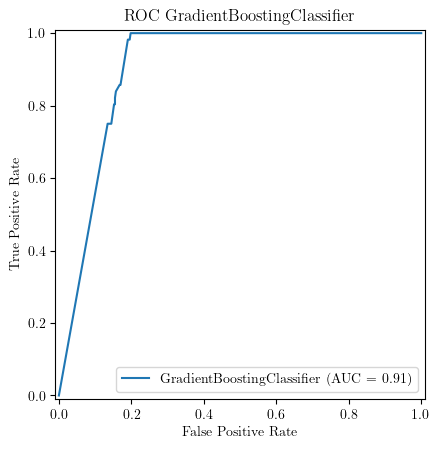 ROC GradientBoostingClassifier
1.0
0.8
0.6
0.4
0.2
0.0
True Positive Rate
GradientBoostingClassifier (AUC = 0.91)
0.0 0.2 0.4 0.6 0.8 1.0
False Positive Rate